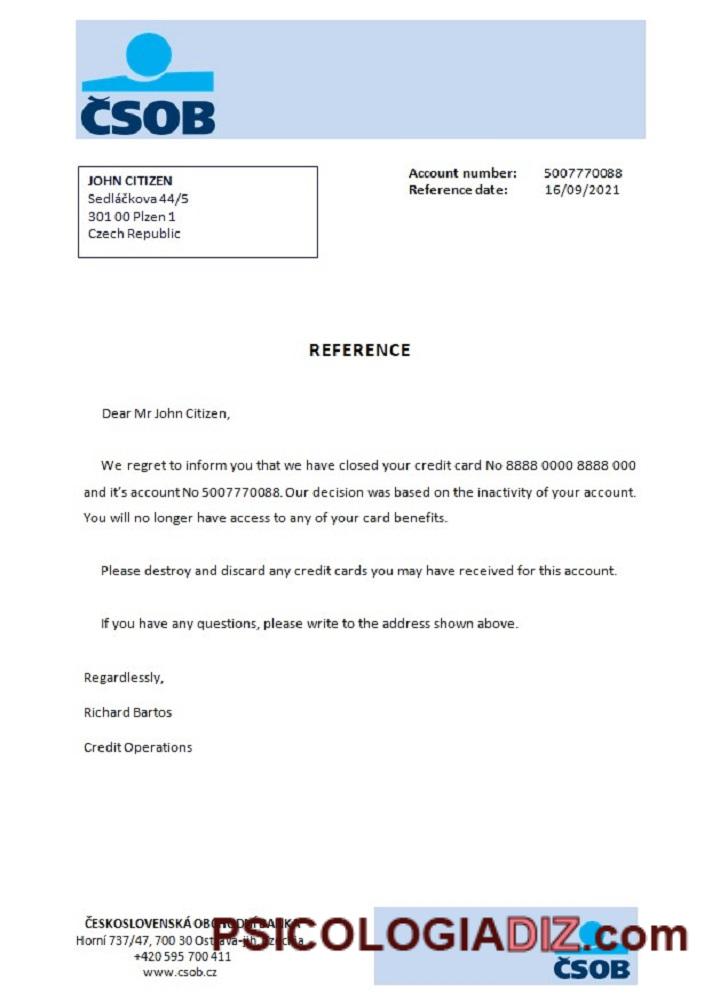 ČSOB
JOHN CITIZEN
Sedláčkova 44/5
301 00 Plzen 1
Czech Republic
Account number: 5007770088
Reference date: 16/09/2021
REFERENCE
Dear Mr John Citizen,
We regret to inform you that we have closed your credit card No 8888 0000 8888 000
and it's account No 5007770088. Our decision was based on the inactivity of your account.
You will no longer have access to any of your card benefits.
Please destroy and discard any credit cards you may have received for this account.
If you have any questions, please write to the address shown above.
Regardlessly,
Richard Bartos
Credit Operations
ČESKOSLOVENSKÁ OBCHODNÍ BANKA
Horní 737/47, 700 30 Ostrava-jih, Czechia
+420 595 700 411
www.csob.cz
PSICOLOGIADIZ.com
ČSOB